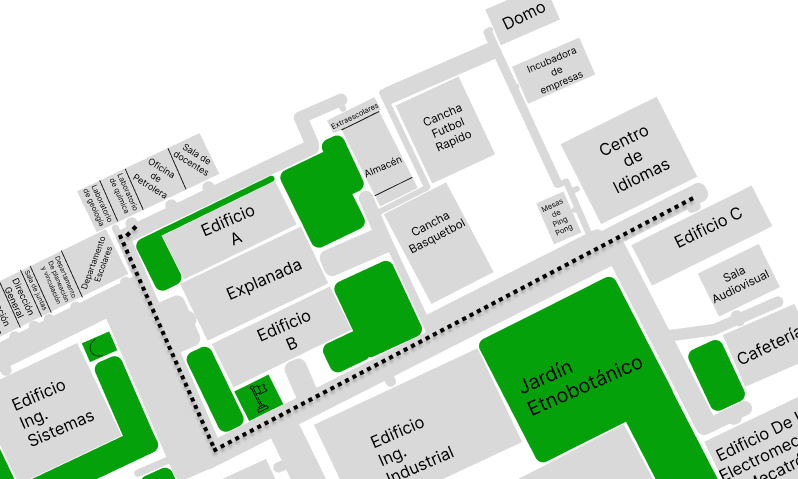 Domo
Incubadora
de
empresas
Extraescolares
Cancha
Futbol
Rapido
Almacén
Centro
de
Idiomas
Sala de
docentes
Oficina
de
Petrolera
Laboratorio
de química
Laboratorio
de geología
Edificio
A
Mesas
de
Ping
Pong
Cancha
Basquetbol
Edificio C
Departamento
Escolares
Departamento
De planeación
y vinculación
Sala de juntas
Dirección
General
Explanada
Sala
Audiovisual
Edificio
B
Cafetería
Jardín
Etnobotánico
Edificio
Ing.
Sistemas
Edificio
Ing.
Industrial
Edificio De
Electromec